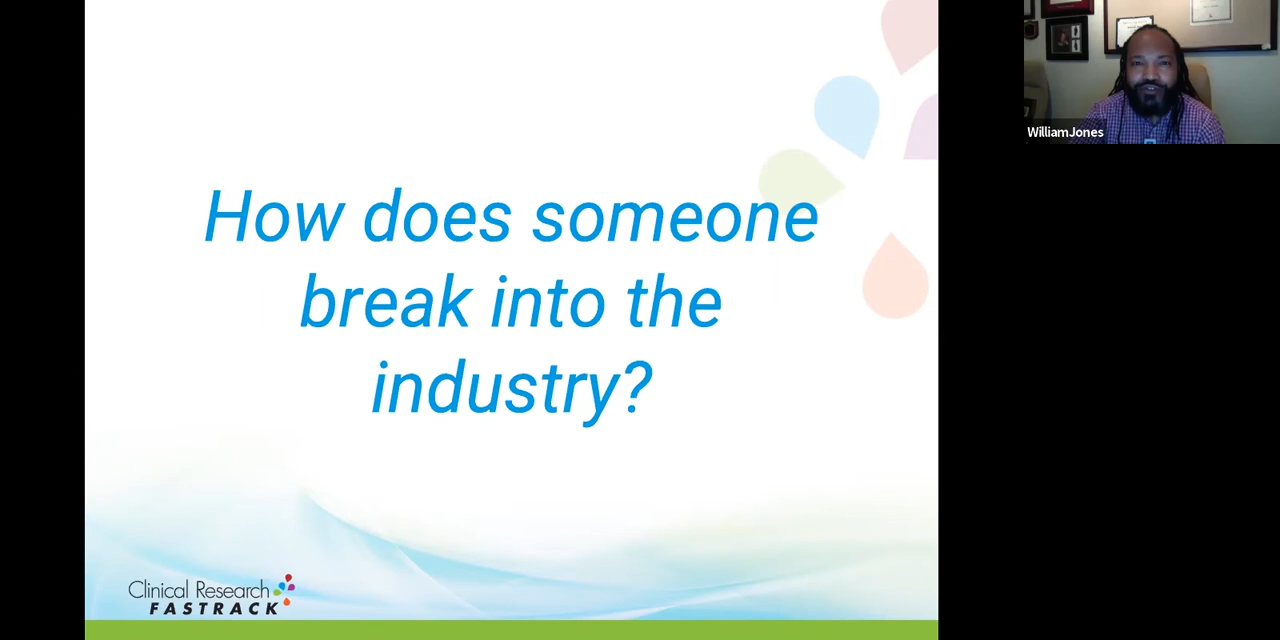 How does someone
break into the
industry?
WilliamJones
Clinical Research
FASTRACK